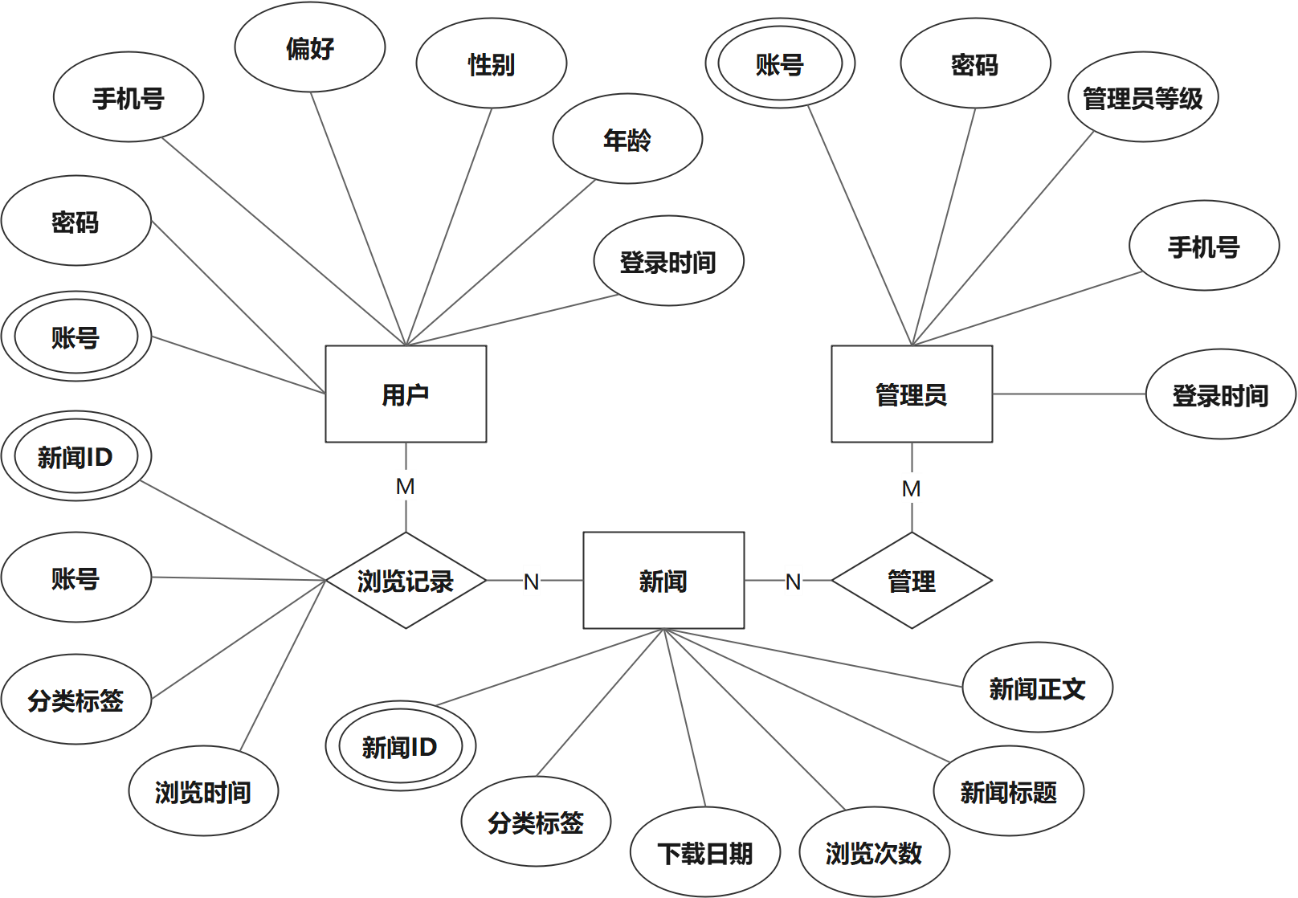 偏好
性别
账号
密码
手机号
管理员等级
年龄
密码
手机号
登录时间
账号
用户
管理员
登录时间
新闻ID
M
M
账号
浏览记录
N
新闻
N
管理
分类标签
新闻正文
新闻ID
浏览时间
新闻标题
分类标签
下载日期
浏览次数